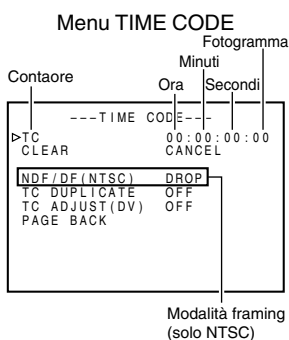 Menu TIME CODE
Fotogramma
Minuti
Contaore
Ora
Secondi
---TIME CODE---
TC 00:00:00:00
CLEAR CANCEL
NDF/DF(NTSC) DROP
TC DUPLICATE OFF
TC ADJUST(DV) OFF
PAGE BACK
Modalità framing
(solo NTSC)